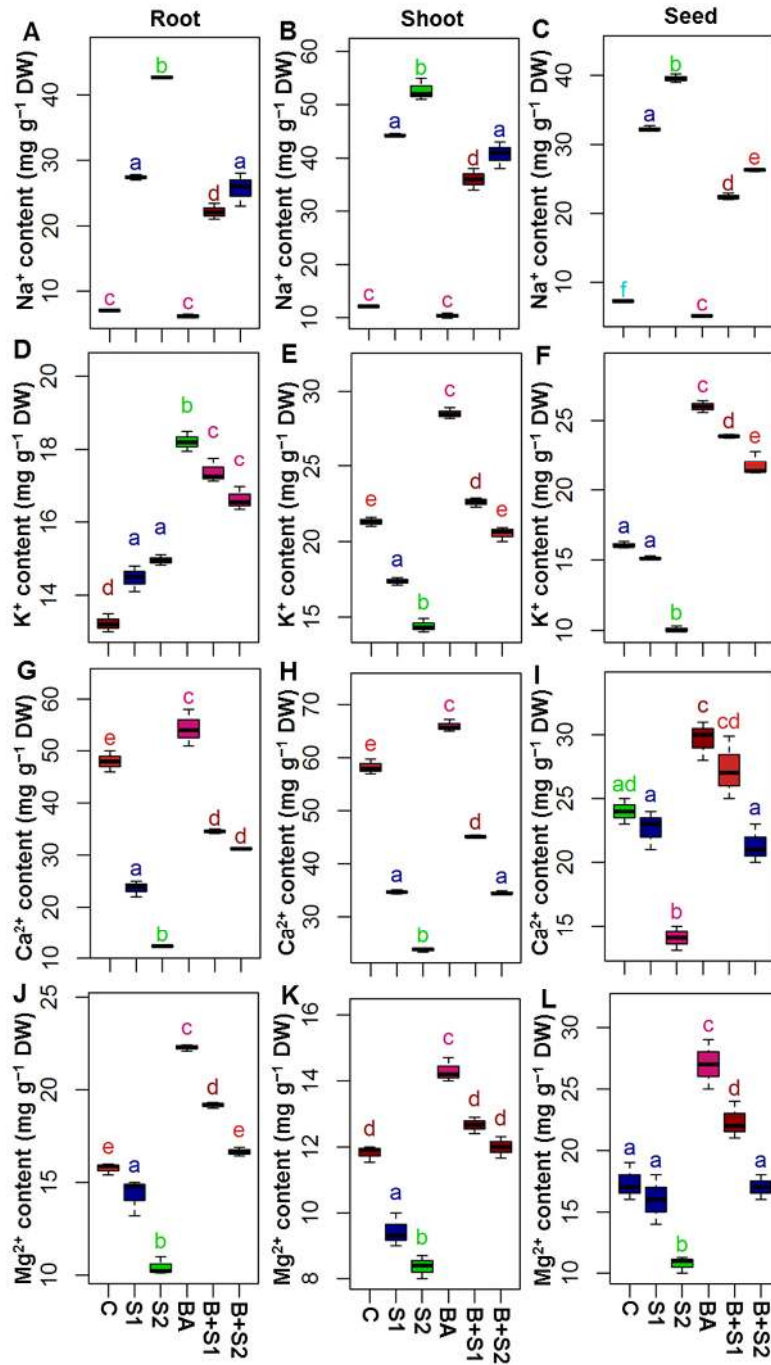 Root Shoot Seed
A B C
Na⁺ content (mg g⁻¹ DW)
10 20 30 40
c a b c d a
Na⁺ content (mg g⁻¹ DW)
10 20 30 40 50 60
c a b c d a
Na⁺ content (mg g⁻¹ DW)
10 20 30 40
f a b c d e
D E F
K⁺ content (mg g⁻¹ DW)
14 16 18 20
d a a b c c
K⁺ content (mg g⁻¹ DW)
15 20 25 30
e a b c d e
K⁺ content (mg g⁻¹ DW)
10 15 20 25
a a b c d e
G H I
Ca²⁺ content (mg g⁻¹ DW)
10 20 30 40 50 60
e a b c d d
Ca²⁺ content (mg g⁻¹ DW)
30 40 50 60 70
e a b c d a
Ca²⁺ content (mg g⁻¹ DW)
15 20 25 30
ad a b c cd a
J K L
Mg²⁺ content (mg g⁻¹ DW)
10 15 20 25
e a b c d e
Mg²⁺ content (mg g⁻¹ DW)
8 10 12 14 16
d a b c d d
Mg²⁺ content (mg g⁻¹ DW)
10 15 20 25 30
a a b c d a
C S1 S2 BA B+S1 B+S2
C S1 S2 BA B+S1 B+S2
C S1 S2 BA B+S1 B+S2